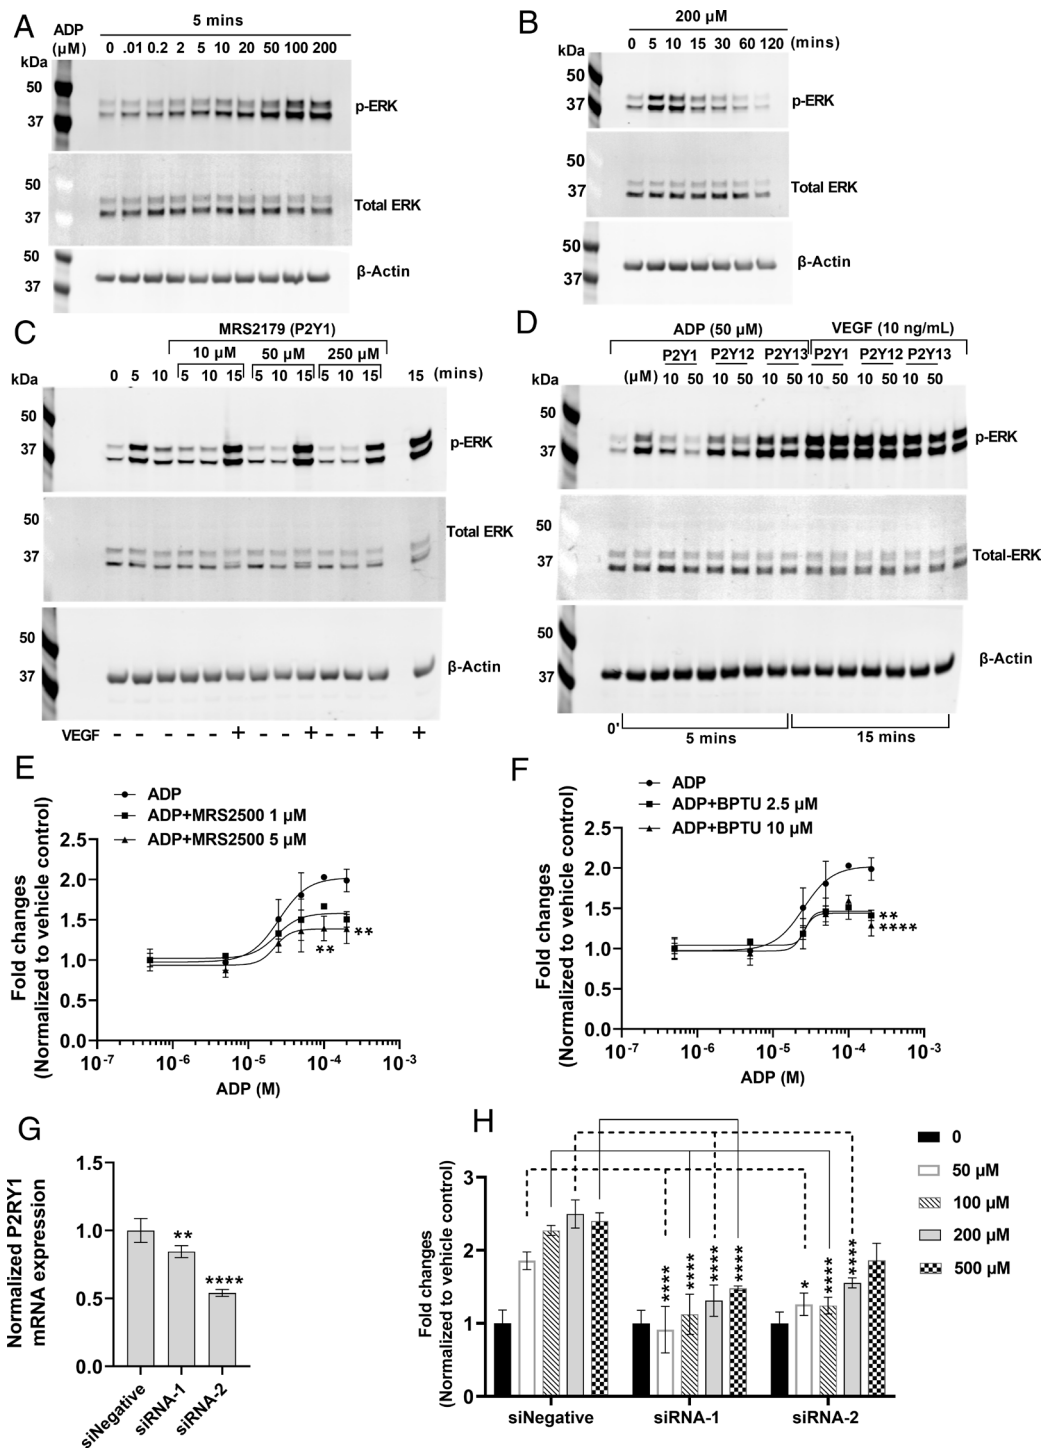 A
5 mins
ADP
(μM)
0 .01 0.2 2 5 10 20 50 100 200
kDa
50
37
p-ERK
50
37
Total ERK
50
37
β-Actin
B
200 μM
0 5 10 15 30 60 120 (mins)
kDa
50
37
p-ERK
50
37
Total ERK
50
37
β-Actin
C
MRS2179 (P2Y1)
10 μM 50 μM 250 μM
kDa
0 5 10 5 10 15 5 10 15 5 10 15 15 (mins)
50
37
p-ERK
50
37
Total ERK
50
37
β-Actin
VEGF - - - - - + - - + - - + +
D
ADP (50 μM) VEGF (10 ng/mL)
P2Y1 P2Y12 P2Y13 P2Y1 P2Y12 P2Y13
kDa
(μM) 10 50 10 50 10 50 10 50 10 50 10 50
50
37
p-ERK
50
37
Total-ERK
50
37
β-Actin
0' 5 mins 15 mins
E
ADP
ADP+MRS2500 1 μM
ADP+MRS2500 5 μM
Fold changes
(Normalized to vehicle control)
2.5
2.0
1.5
1.0
0.5
0.0
**
**
10-7 10-6 10-5 10-4 10-3
ADP (M)
F
ADP
ADP+BPTU 2.5 μM
ADP+BPTU 10 μM
Fold changes
(Normalized to vehicle control)
2.5
2.0
1.5
1.0
0.5
0.0
**
****
10-7 10-6 10-5 10-4 10-3
ADP (M)
G
Normalized P2RY1
mRNA expression
1.5
1.0
0.5
0.0
**
****
siNegative siRNA-1 siRNA-2
H
Fold changes
(Normalized to vehicle control)
3
2
1
0
**** **** **** ****
* **** ****
siNegative siRNA-1 siRNA-2
0
50 μM
100 μM
200 μM
500 μM